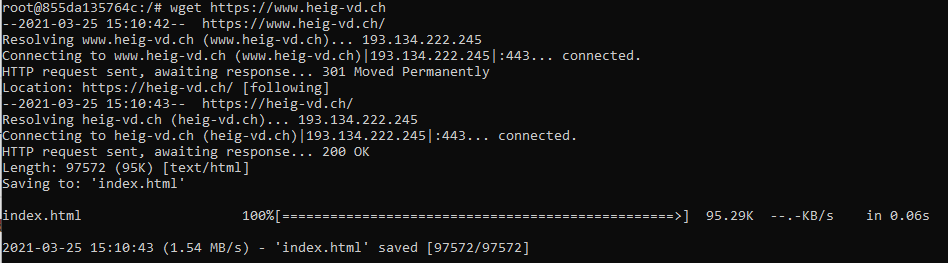 root@855da135764c:/# wget https://www.heig-vd.ch
--2021-03-25 15:10:42--  https://www.heig-vd.ch/
Resolving www.heig-vd.ch (www.heig-vd.ch)... 193.134.222.245
Connecting to www.heig-vd.ch (www.heig-vd.ch)|193.134.222.245|:443... connected.
HTTP request sent, awaiting response... 301 Moved Permanently
Location: https://heig-vd.ch/ [following]
--2021-03-25 15:10:43--  https://heig-vd.ch/
Resolving heig-vd.ch (heig-vd.ch)... 193.134.222.245
Connecting to heig-vd.ch (heig-vd.ch)|193.134.222.245|:443... connected.
HTTP request sent, awaiting response... 200 OK
Length: 97572 (95K) [text/html]
Saving to: 'index.html'
index.html                    100%[=================================================>]  95.29K  --.-KB/s    in 0.06s
2021-03-25 15:10:43 (1.54 MB/s) - 'index.html' saved [97572/97572]